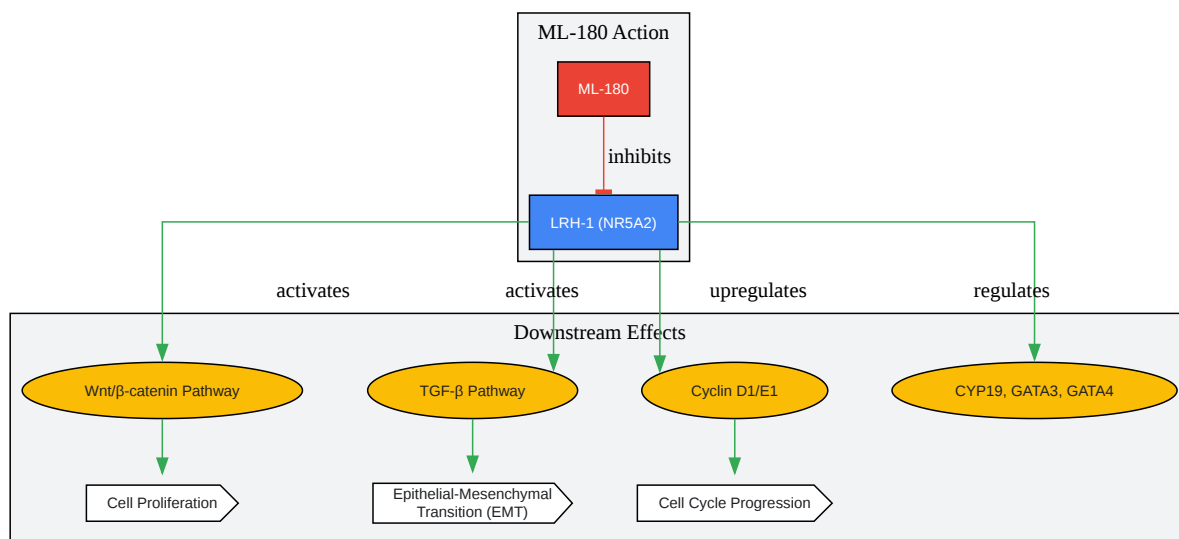 ML-180 Action
ML-180
inhibits
LRH-1 (NR5A2)
activates
activates
upregulates
regulates
Downstream Effects
Wnt/β-catenin Pathway
TGF-β Pathway
Cyclin D1/E1
CYP19, GATA3, GATA4
Cell Proliferation
Epithelial-Mesenchymal
Transition (EMT)
Cell Cycle Progression